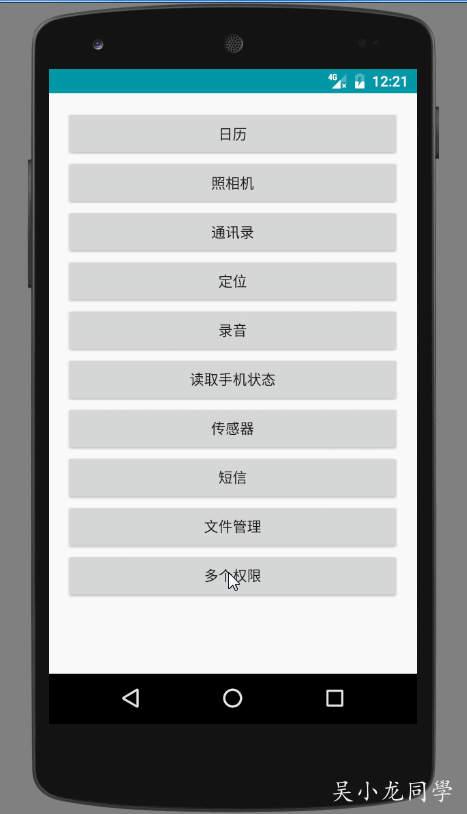 4G 12:21
日历
照相机
通讯录
定位
录音
读取手机状态
传感器
短信
文件管理
多个权限
吴小龙同學